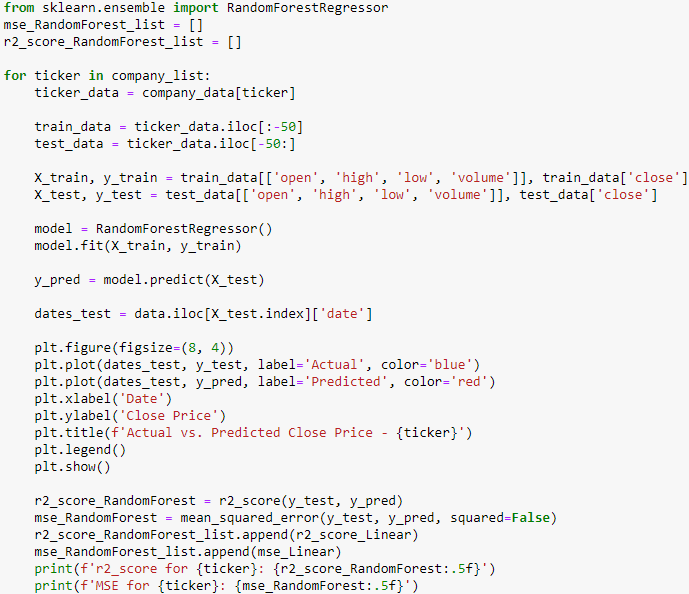 from sklearn.ensemble import RandomForestRegressor
mse_RandomForest_list = []
r2_score_RandomForest_list = []

for ticker in company_list:
    ticker_data = company_data[ticker]

    train_data = ticker_data.iloc[:-50]
    test_data = ticker_data.iloc[-50:]

    X_train, y_train = train_data[['open', 'high', 'low', 'volume']], train_data['close']
    X_test, y_test = test_data[['open', 'high', 'low', 'volume']], test_data['close']

    model = RandomForestRegressor()
    model.fit(X_train, y_train)

    y_pred = model.predict(X_test)

    dates_test = data.iloc[X_test.index]['date']

    plt.figure(figsize=(8, 4))
    plt.plot(dates_test, y_test, label='Actual', color='blue')
    plt.plot(dates_test, y_pred, label='Predicted', color='red')
    plt.xlabel('Date')
    plt.ylabel('Close Price')
    plt.title(f'Actual vs. Predicted Close Price - {ticker}')
    plt.legend()
    plt.show()

    r2_score_RandomForest = r2_score(y_test, y_pred)
    mse_RandomForest = mean_squared_error(y_test, y_pred, squared=False)
    r2_score_RandomForest_list.append(r2_score_Linear)
    mse_RandomForest_list.append(mse_Linear)
    print(f'r2_score for {ticker}: {r2_score_RandomForest:.5f}')
    print(f'MSE for {ticker}: {mse_RandomForest:.5f}')